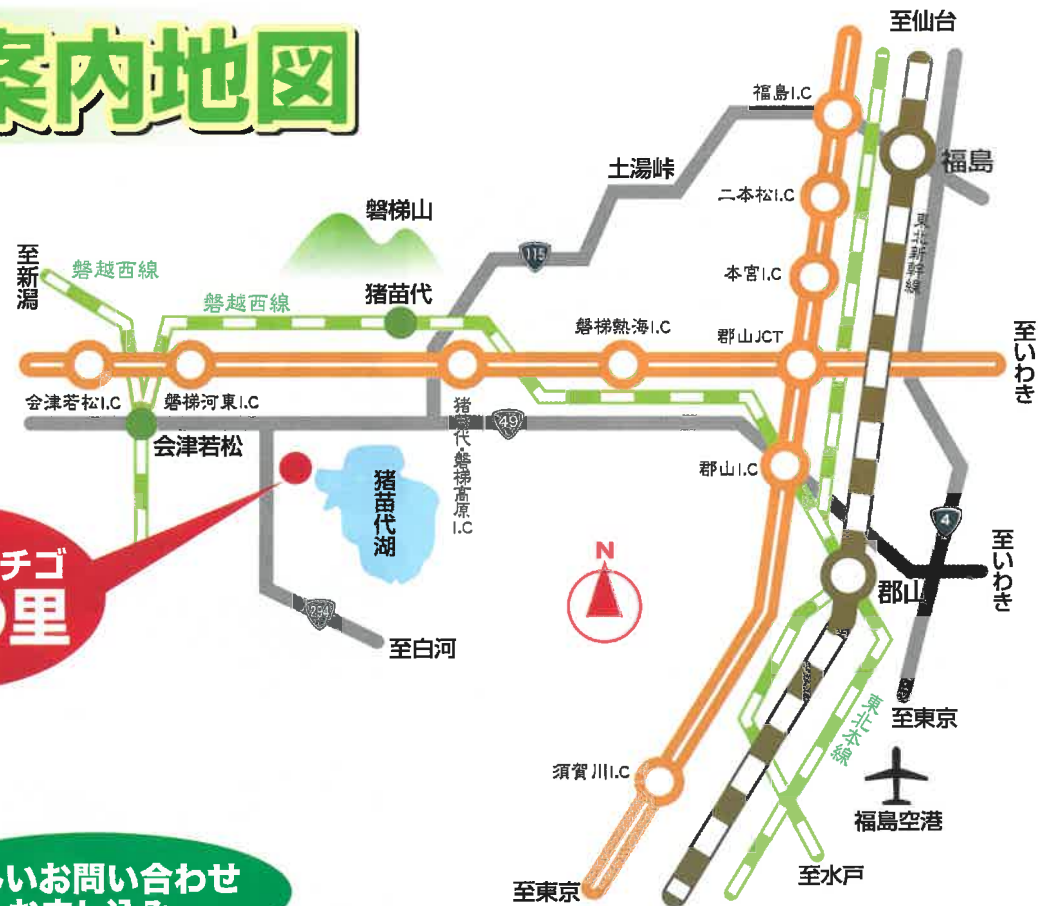 案内地図
至仙台
福島I.C
福島
土湯峠
二本松I.C
磐梯山
115
東北新幹線
本宮I.C
至新潟
磐越西線
磐越西線
猪苗代
磐梯熱海I.C
郡山JCT
至いわき
会津若松I.C
磐梯河東I.C
猪苗代・磐梯高原I.C
49
会津若松
郡山I.C
猪苗代湖
4
チゴ
の里
N
至いわき
郡山
294
至白河
至東京
東北本線
須賀川I.C
福島空港
至水戸
至東京
しいお問い合わせ